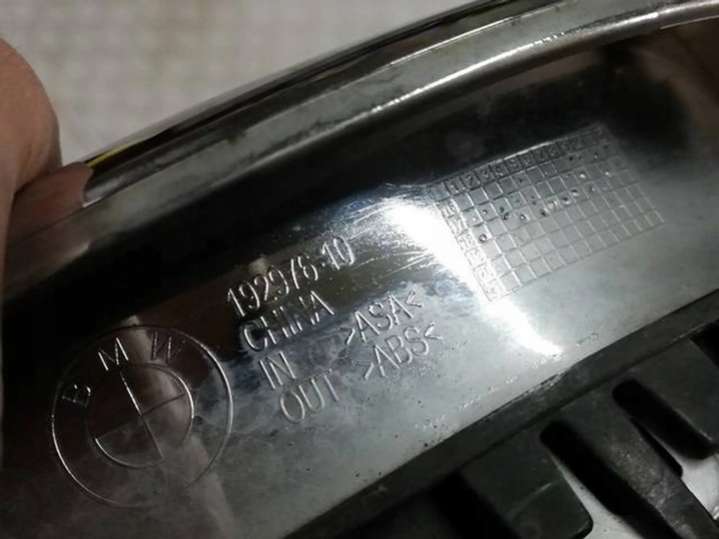 BMW
192976-10
CHINA
IN >ASA<
OUT >ABS<